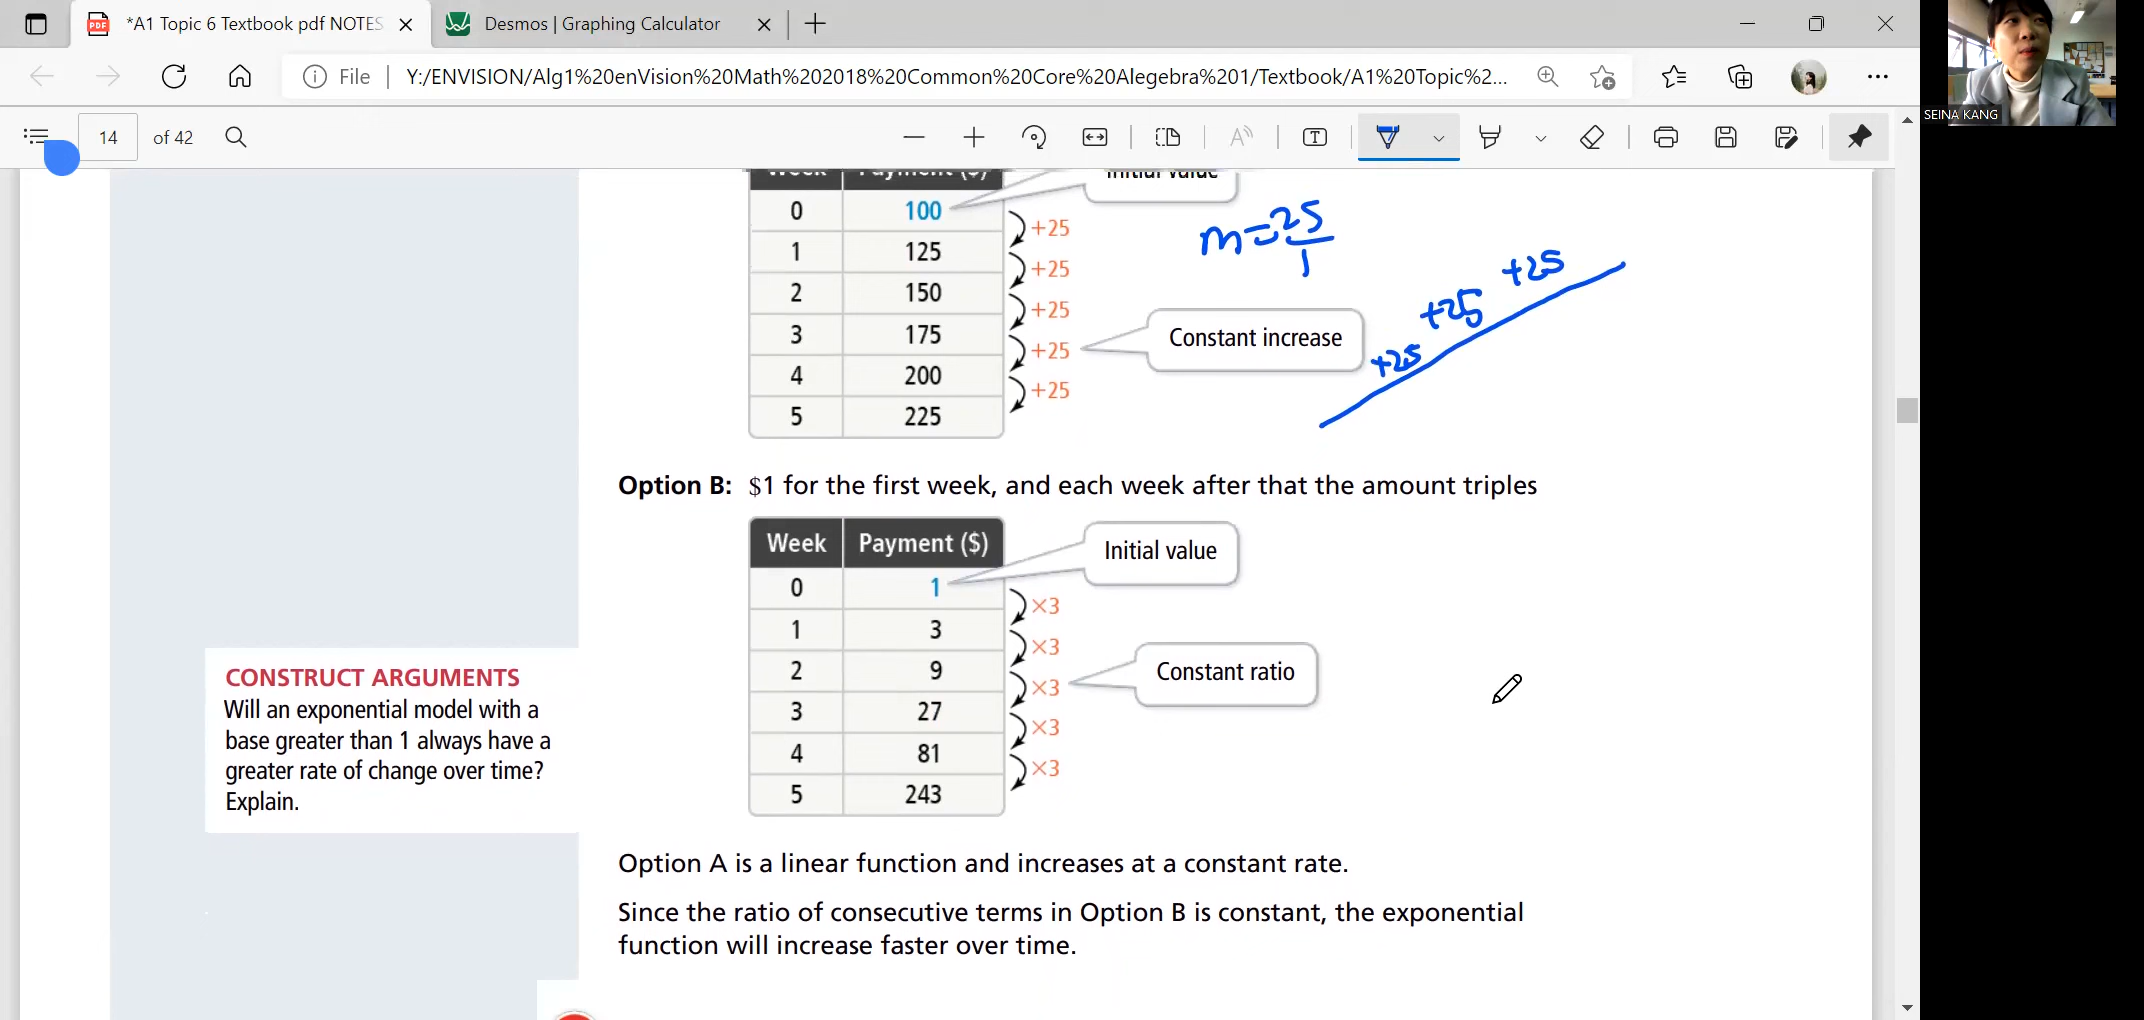 *A1 Topic 6 Textbook pdf NOTES
Desmos | Graphing Calculator
File
Y:/ENVISION/Alg1%20enVision%20Math%202018%20Common%20Core%20Alegebra%201/Textbook/A1%20Topic%2...
14 of 42
SEINA KANG
Week Payment ($)
Initial value
0 100
+25
1 125
+25
2 150
+25
3 175
+25
Constant increase
4 200
+25
5 225
m=25/1
+25
+25
+25
Option B: $1 for the first week, and each week after that the amount triples
Week Payment ($)
Initial value
0 1
×3
1 3
×3
2 9
×3
Constant ratio
3 27
×3
4 81
×3
5 243
CONSTRUCT ARGUMENTS
Will an exponential model with a
base greater than 1 always have a
greater rate of change over time?
Explain.
Option A is a linear function and increases at a constant rate.
Since the ratio of consecutive terms in Option B is constant, the exponential
function will increase faster over time.